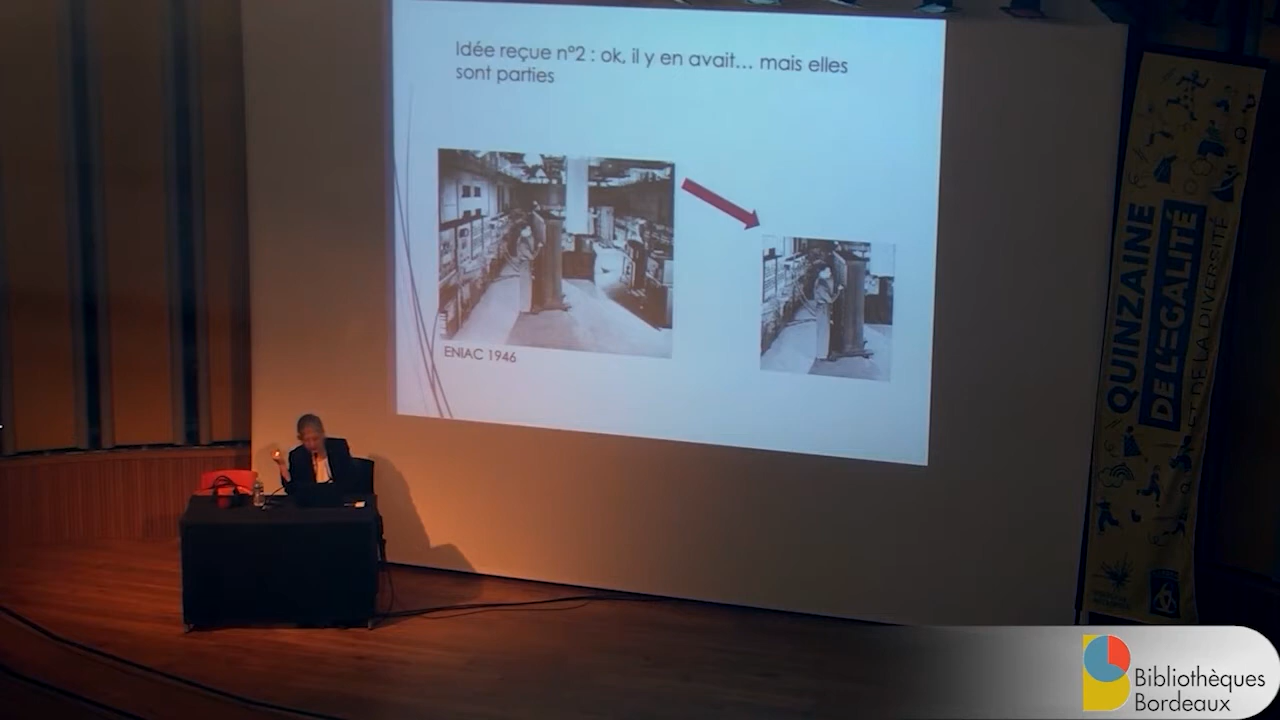 Idée reçue n°2 : ok, il y en avait... mais elles
sont parties
ENIAC 1946
QUINZAINE
DE L'EGALITÉ
ET DE LA DIVERSITÉ
Bibliothèques
Bordeaux